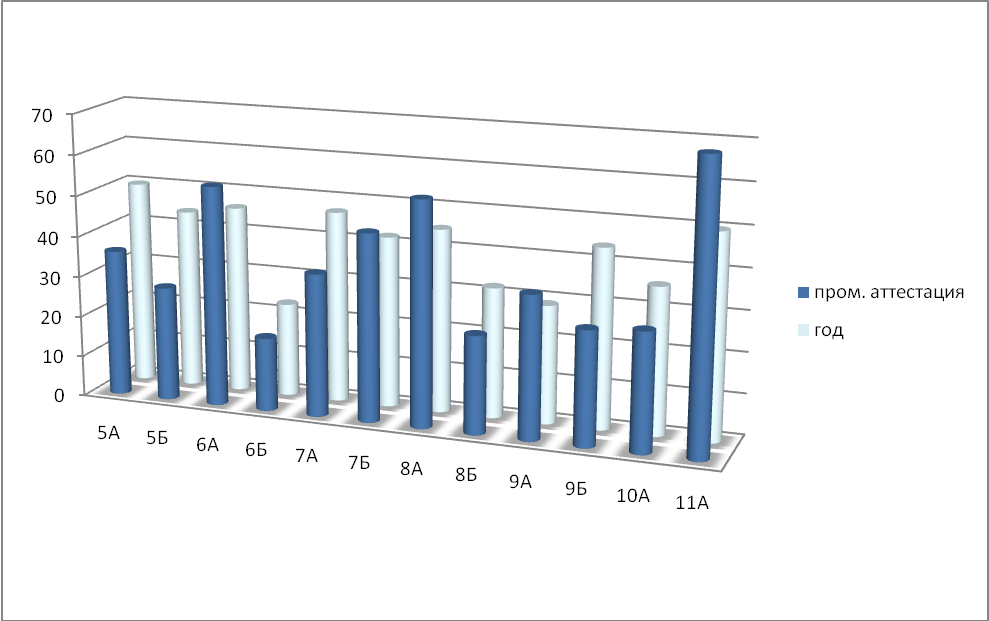 70
60
50
40
30
20
10
0
5А
5Б
6А
6Б
7А
7Б
8А
8Б
9А
9Б
10А
11А
пром. аттестация
год